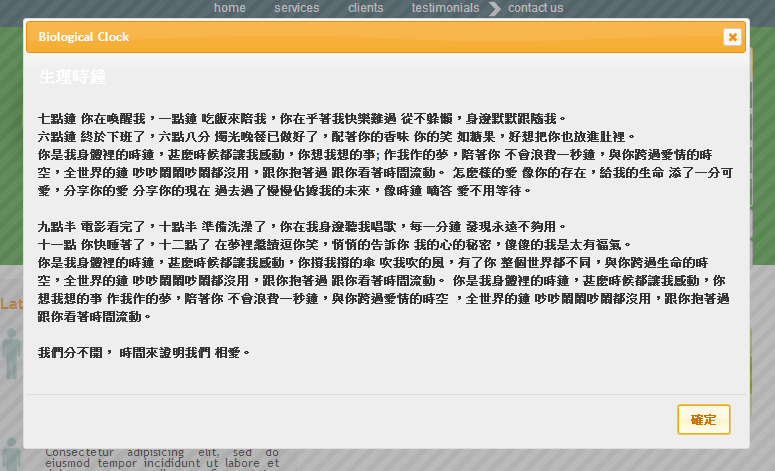 home services clients testimonials contact us
Biological Clock
生理時鐘
七點鐘 你在喚醒我，一點鐘 吃飯來陪我，你在乎著我快樂難過 從不躲懶，身邊默默跟隨我。
六點鐘 終於下班了，六點八分 燭光晚餐已做好了，配著你的香味 你的笑 如糖果，好想把你也放進肚裡。
你是我身體裡的時鐘，甚麼時候都讓我感動，你想我想的事; 作我作的夢，陪著你 不會浪費一秒鐘，與你跨過愛情的時
空，全世界的鐘 吵吵鬧鬧吵鬧都沒用，跟你抱著過 跟你看著時間流動。 怎麼樣的愛 像你的存在，給我的生命 添了一分可
愛，分享你的愛 分享你的現在 過去過了慢慢佔據我的未來，像時鐘 嘀答 愛不用等待。
九點半 電影看完了，十點半 準備洗澡了，你在我身邊聽我唱歌，每一分鐘 發現永遠不夠用。
十一點 你快睡著了，十二點了 在夢裡繼續逗你笑，悄悄的告訴你 我的心的秘密，傻傻的我是太有福氣。
你是我身體裡的時鐘，甚麼時候都讓我感動，你撐我撐的傘 吹我吹的風，有了你 整個世界都不同，與你跨過生命的時
空，全世界的鐘 吵吵鬧鬧吵鬧都沒用，跟你抱著過 跟你看著時間流動。 你是我身體裡的時鐘，甚麼時候都讓我感動，你
想我想的事 作我作的夢，陪著你 不會浪費一秒鐘，與你跨過愛情的時空 ，全世界的鐘 吵吵鬧鬧吵鬧都沒用，跟你抱著過
跟你看著時間流動。
我們分不開， 時間來證明我們 相愛。
確定
Lat
Consectetur adipisicing elit, sed do
eiusmod tempor incididunt ut labore et